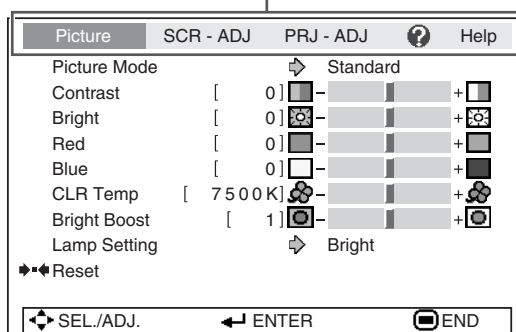 Picture SCR - ADJ PRJ - ADJ ? Help
Picture Mode Standard
Contrast [ 0] - +
Bright [ 0] - +
Red [ 0] - +
Blue [ 0] - +
CLR Temp [ 7500K] - +
Bright Boost [ 1] - +
Lamp Setting Bright
Reset
SEL./ADJ. ENTER END